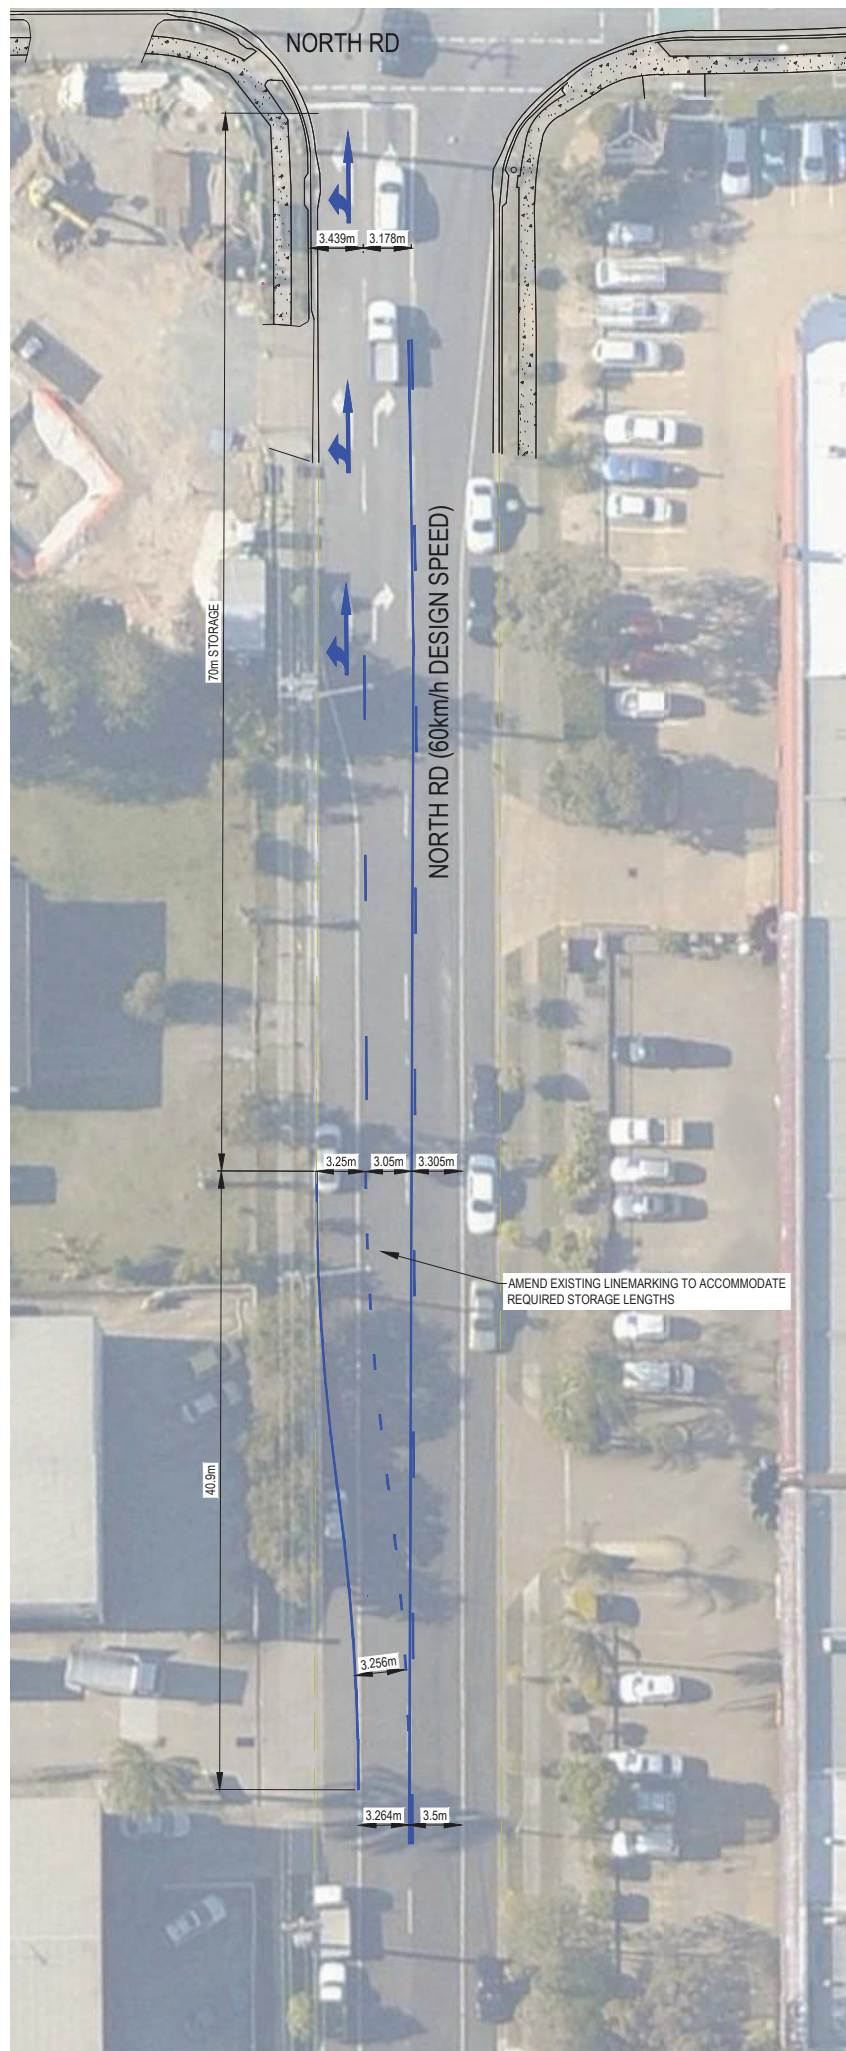 NORTH RD
3.439m
3.178m
NORTH RD (60km/h DESIGN SPEED)
70m STORAGE
3.25m
3.05m
3.305m
AMEND EXISTING LINEMARKING TO ACCOMMODATE
REQUIRED STORAGE LENGTHS
40.9m
3.256m
3.264m
3.5m